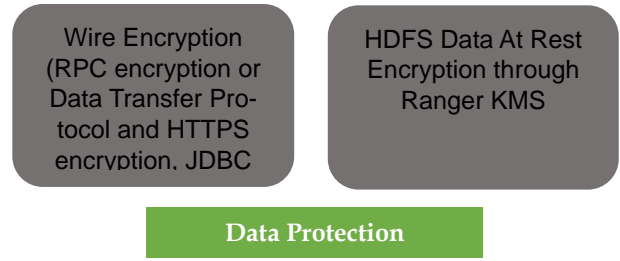 Wire Encryption
(RPC encryption or
Data Transfer Pro-
tocol and HTTPS
encryption, JDBC
HDFS Data At Rest
Encryption through
Ranger KMS
Data Protection